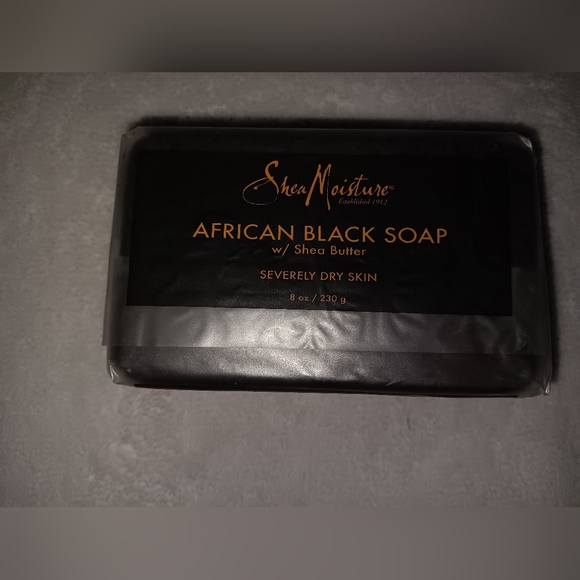 SheaMoisture
Established 1912
AFRICAN BLACK SOAP
w/ Shea Butter
SEVERELY DRY SKIN
8 oz / 230 g